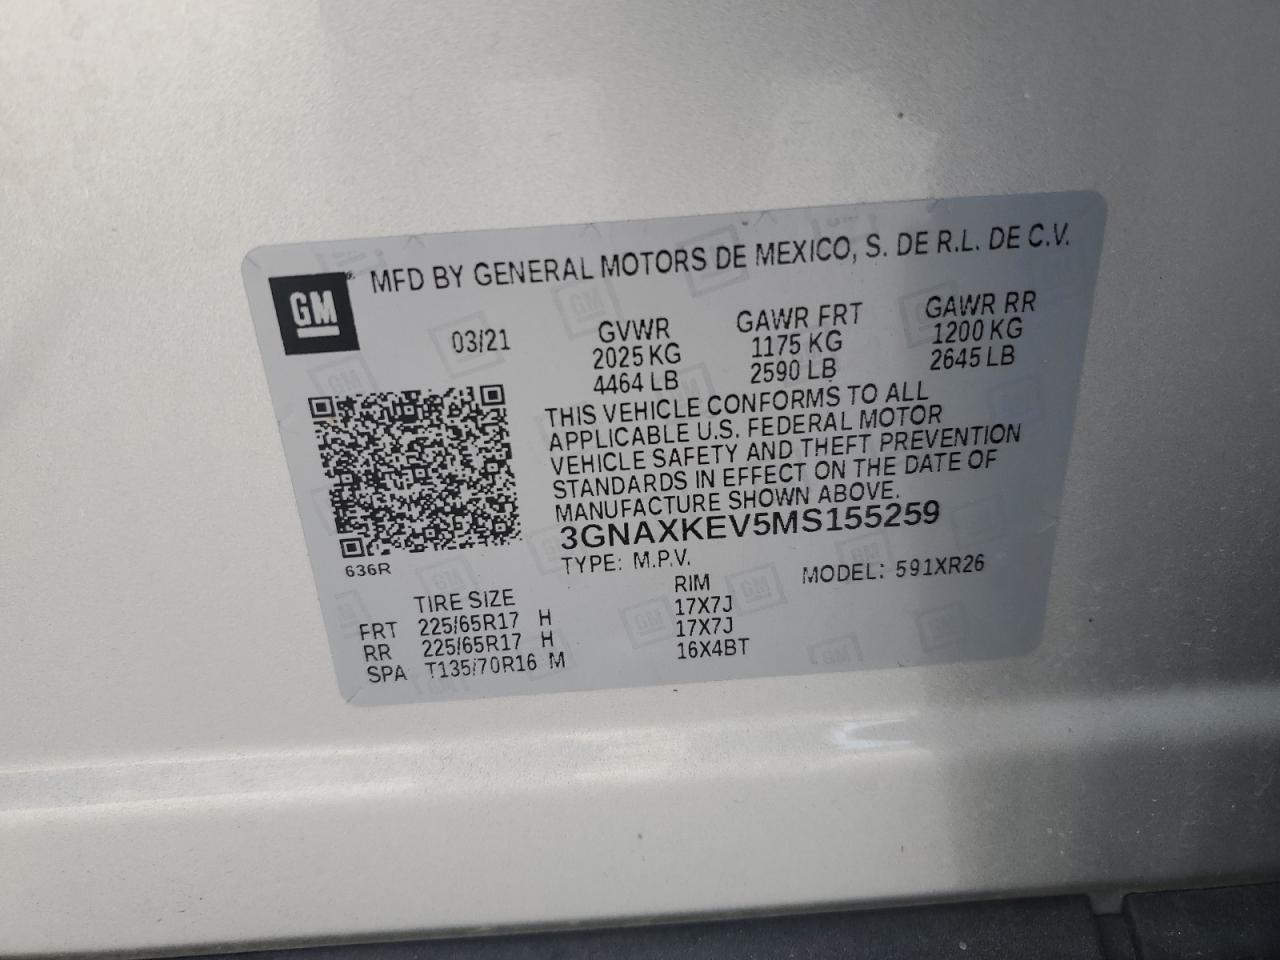 GM MFD BY GENERAL MOTORS DE MEXICO, S. DE R.L. DE C.V.
03/21 GVWR GAWR FRT GAWR RR
2025 KG 1175 KG 1200 KG
4464 LB 2590 LB 2645 LB
THIS VEHICLE CONFORMS TO ALL
APPLICABLE U.S. FEDERAL MOTOR
VEHICLE SAFETY AND THEFT PREVENTION
STANDARDS IN EFFECT ON THE DATE OF
MANUFACTURE SHOWN ABOVE.
3GNAXKEV5MS155259
636R
TYPE: M.P.V. MODEL: 591XR26
TIRE SIZE RIM
FRT 225/65R17 H 17X7J
RR 225/65R17 H 17X7J
SPA T135/70R16 M 16X4BT